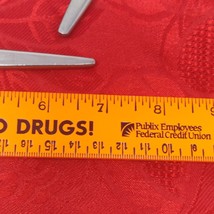 6 7 8 9
O DRUGS!
Publix Employees
Federal Credit Union